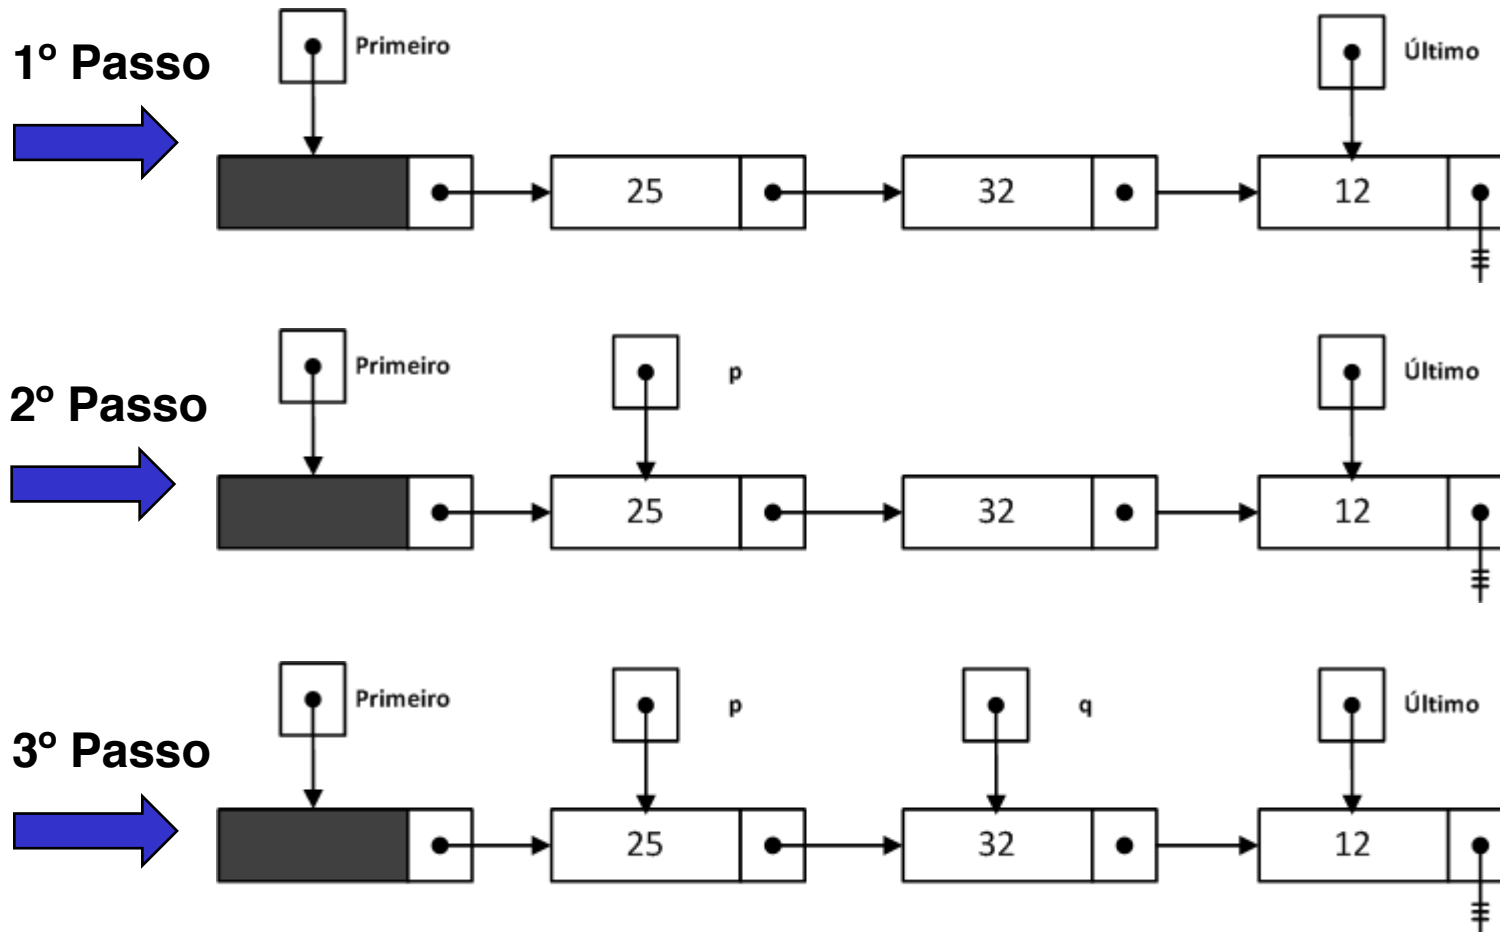 1º Passo
Primeiro
Último
25
32
12
2º Passo
Primeiro
p
Último
25
32
12
3º Passo
Primeiro
p
q
Último
25
32
12